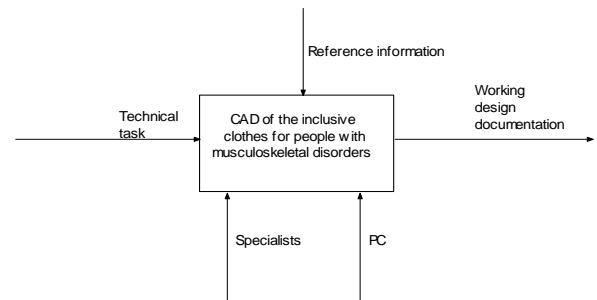 Reference information
Working
design
documentation
Technical
task
CAD of the inclusive
clothes for people with
musculoskeletal disorders
Specialists
PC